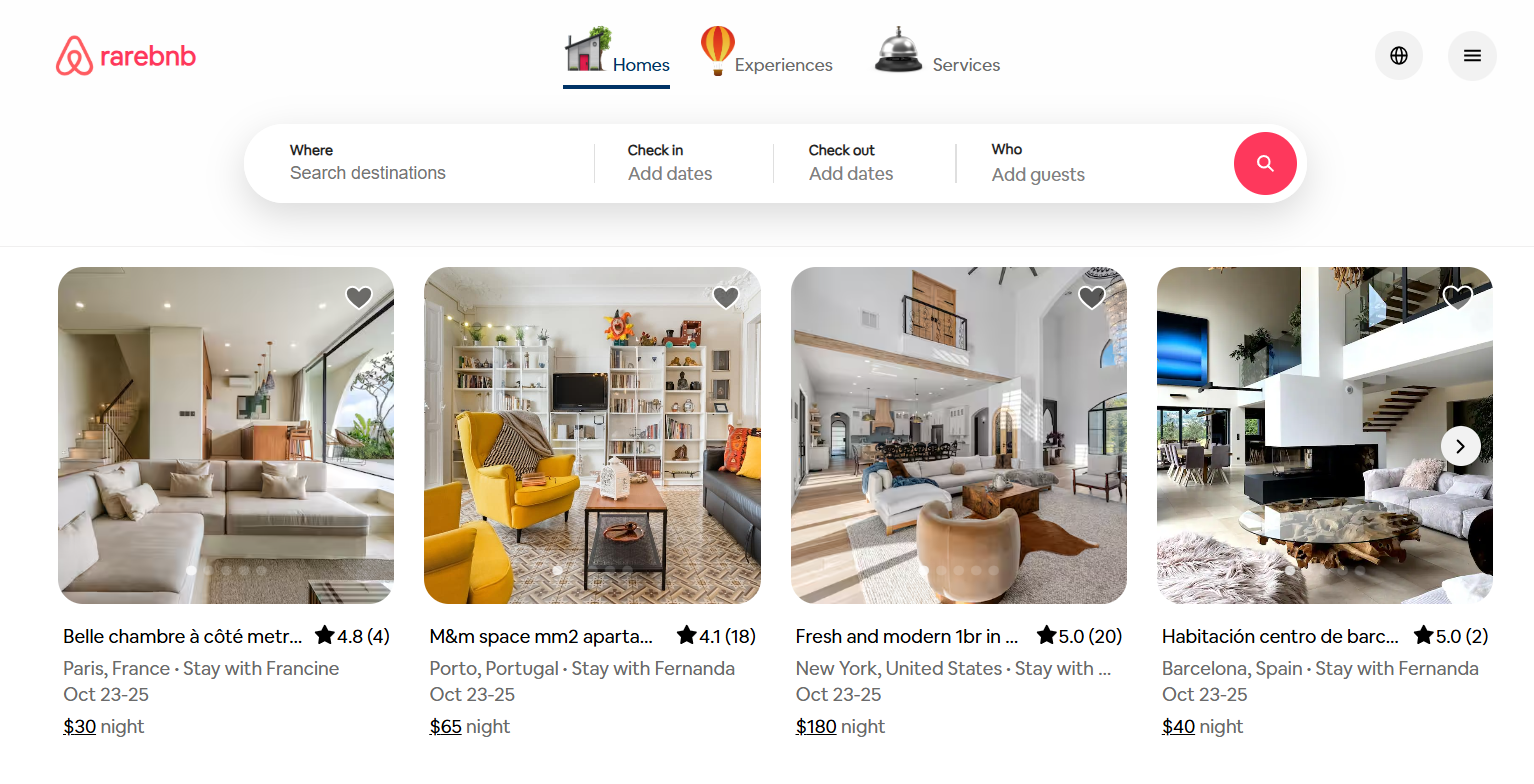 rarebnb
Homes
Experiences
Services
Where
Search destinations
Check in
Add dates
Check out
Add dates
Who
Add guests
Belle chambre à côté metr... 4.8 (4)
Paris, France · Stay with Francine
Oct 23-25
$30 night
M&m space mm2 aparta... 4.1 (18)
Porto, Portugal · Stay with Fernanda
Oct 23-25
$65 night
Fresh and modern 1br in ... 5.0 (20)
New York, United States · Stay with ...
Oct 23-25
$180 night
Habitación centro de barc... 5.0 (2)
Barcelona, Spain · Stay with Fernanda
Oct 23-25
$40 night